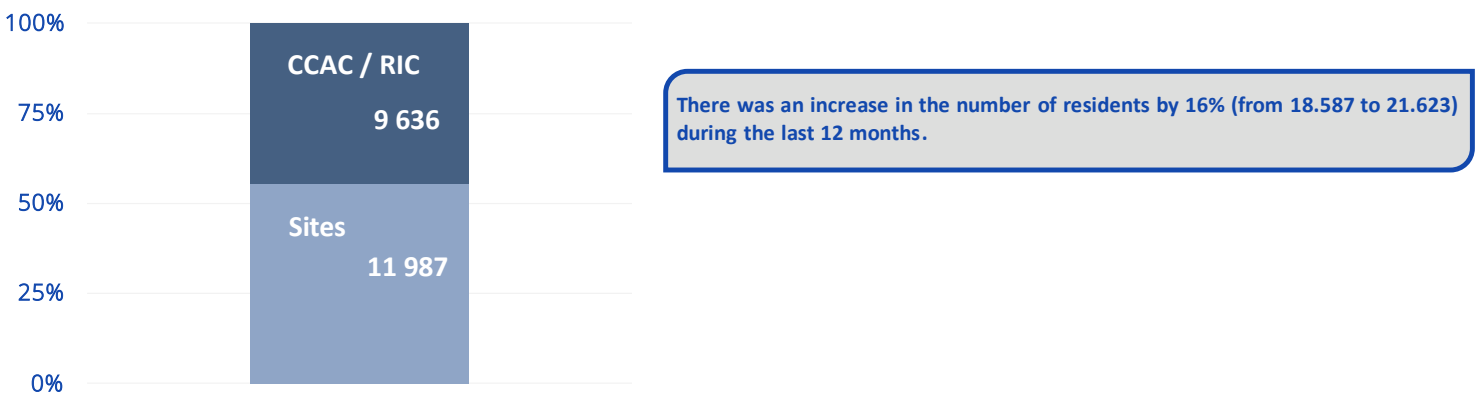 100%
75%
50%
25%
0%
CCAC / RIC
9 636
Sites
11 987
There was an increase in the number of residents by 16% (from 18.587 to 21.623)
during the last 12 months.